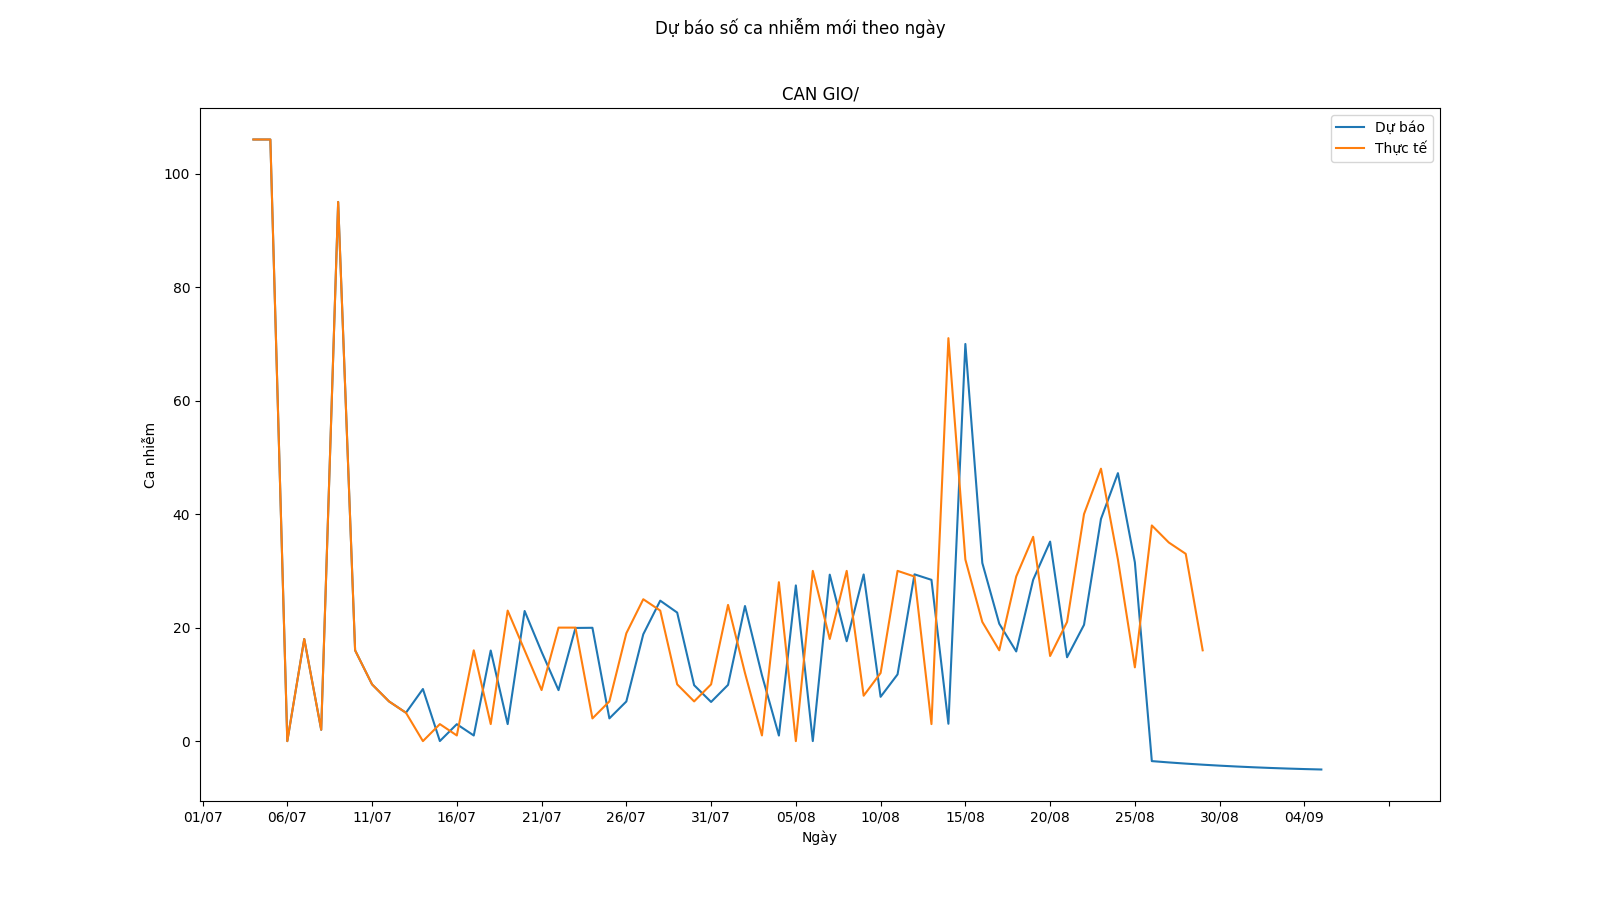 Dự báo số ca nhiễm mới theo ngày
CAN GIO/
Dự báo
Thực tế
100
80
60
40
20
0
Ca nhiễm
01/07 06/07 11/07 16/07 21/07 26/07 31/07 05/08 10/08 15/08 20/08 25/08 30/08 04/09
Ngày